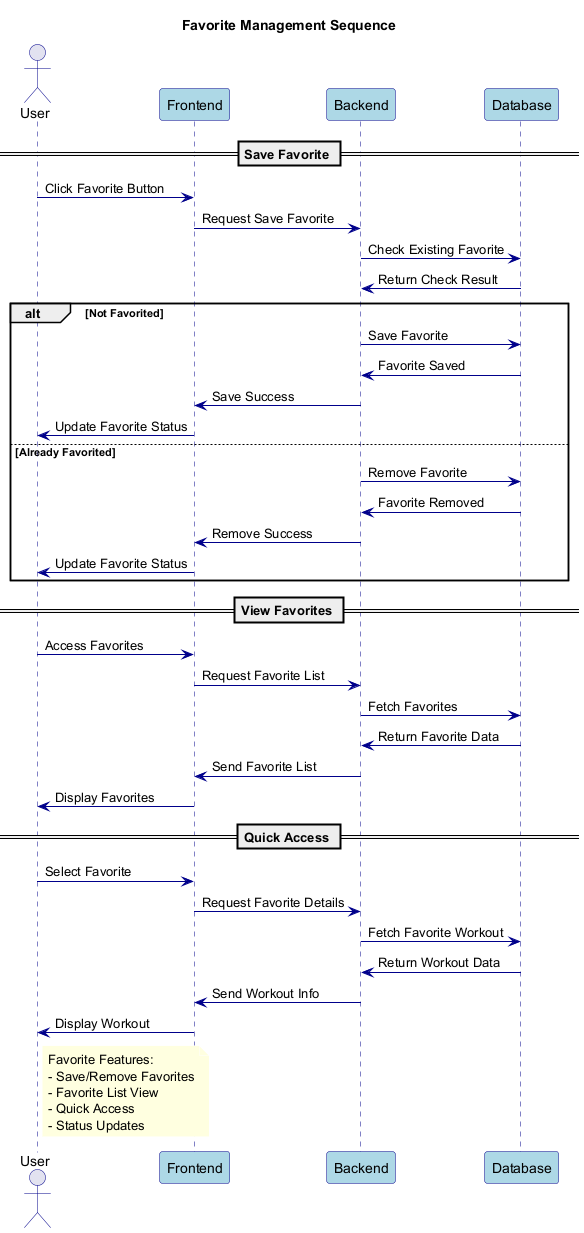 Favorite Management Sequence
User
Frontend
Backend
Database
Save Favorite
Click Favorite Button
Request Save Favorite
Check Existing Favorite
Return Check Result
alt
[Not Favorited]
Save Favorite
Favorite Saved
Save Success
Update Favorite Status
[Already Favorited]
Remove Favorite
Favorite Removed
Remove Success
Update Favorite Status
View Favorites
Access Favorites
Request Favorite List
Fetch Favorites
Return Favorite Data
Send Favorite List
Display Favorites
Quick Access
Select Favorite
Request Favorite Details
Fetch Favorite Workout
Return Workout Data
Send Workout Info
Display Workout
Favorite Features:
- Save/Remove Favorites
- Favorite List View
- Quick Access
- Status Updates
User
Frontend
Backend
Database